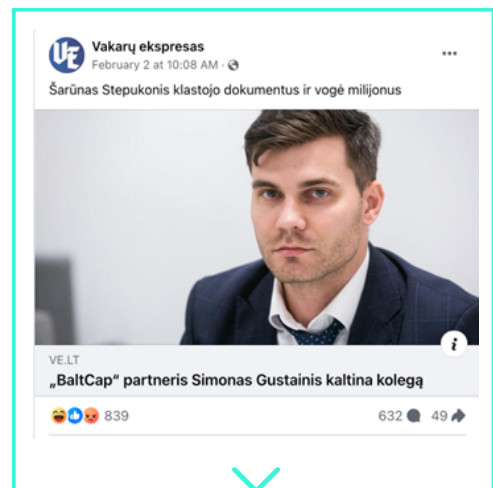 VE
Vakarų ekspresas
February 2 at 10:08 AM ·
Šarūnas Stepukonis klastojo dokumentus ir vogė milijonus
i
VE.LT
„BaltCap“ partneris Simonas Gustainis kaltina kolegą
839
632 49